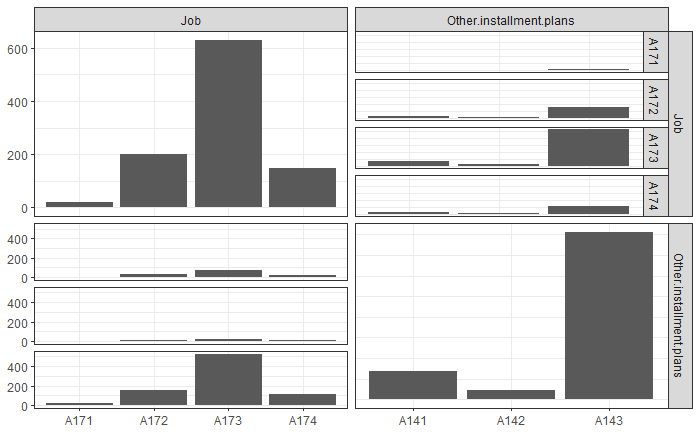 Job
Other.installment.plans
600
400
200
0
A171
A172
A173
A174
Job
400
200
0
400
200
0
400
200
0
Other.installment.plans
A171
A172
A173
A174
A141
A142
A143